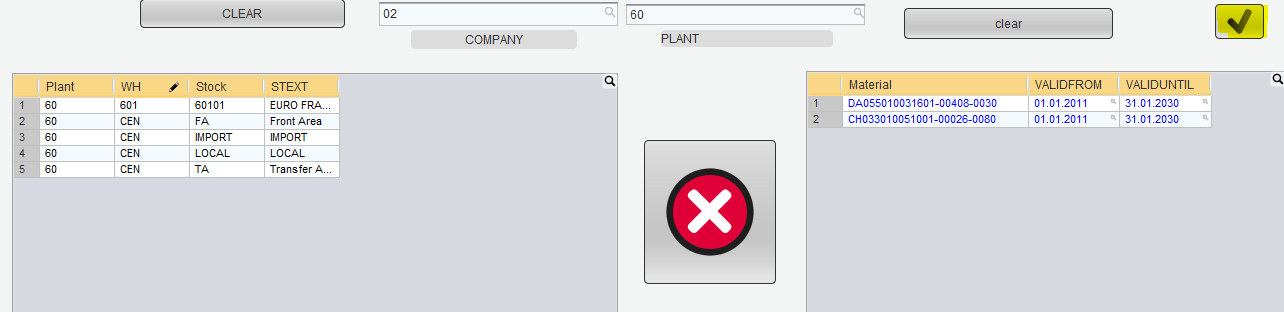 CLEAR
02
60
clear
COMPANY
PLANT
Plant WH Stock STEXT
1 60 601 60101 EURO FRA...
2 60 CEN FA Front Area
3 60 CEN IMPORT IMPORT
4 60 CEN LOCAL LOCAL
5 60 CEN TA Transfer A...
Material VALIDFROM VALIDUNTIL
1 DA055010031601-00408-0030 01.01.2011 31.01.2030
2 CH033010051001-00026-0080 01.01.2011 31.01.2030